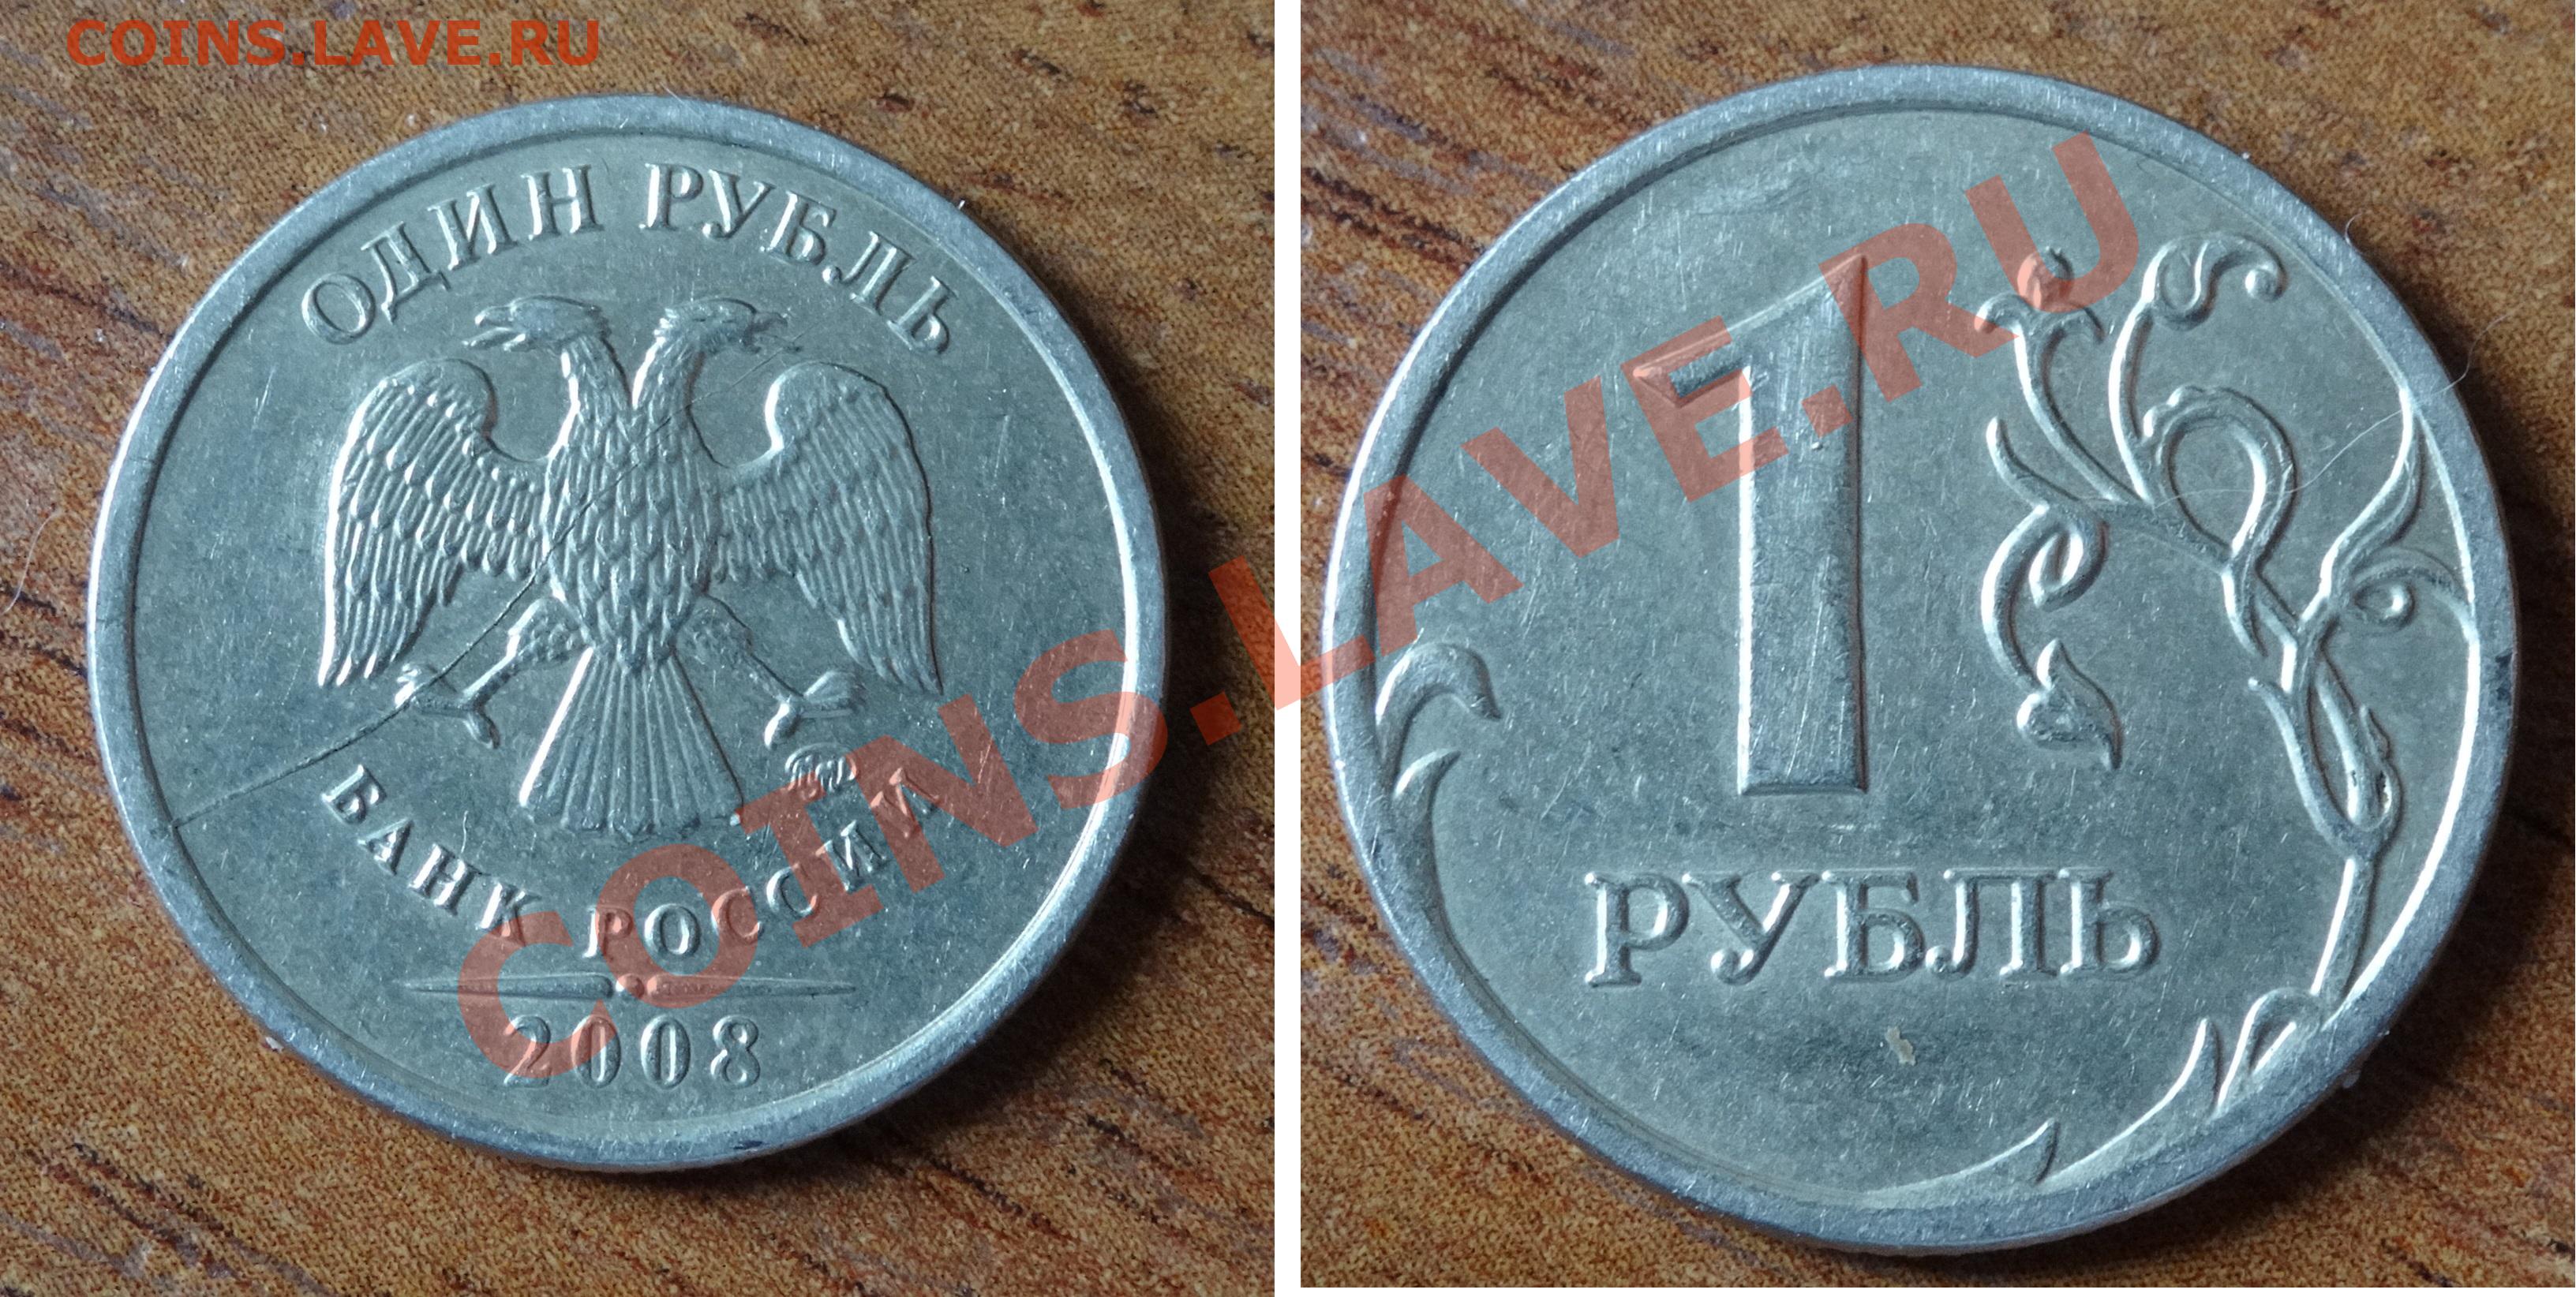 COINS.LAVE.RU
ОДИН РУБЛЬ
БАНК РОССИИ
2008
1
РУБЛЬ
COINS.LAVE.RU